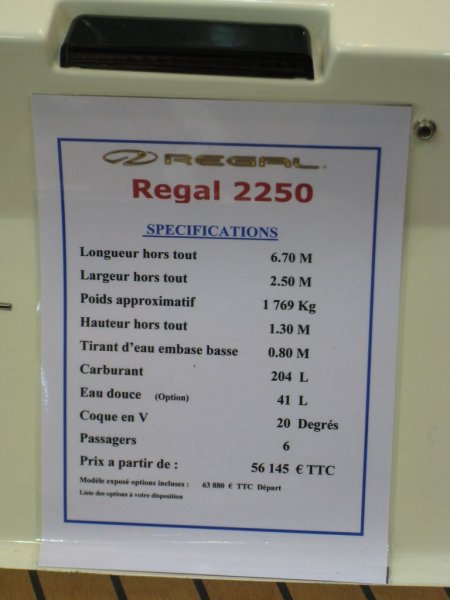 REGAL
Regal 2250
SPECIFICATIONS
Longueur hors tout 6.70 M
Largeur hors tout 2.50 M
Poids approximatif 1 769 Kg
Hauteur hors tout 1.30 M
Tirant d'eau embase basse 0.80 M
Carburant 204 L
Eau douce (Option) 41 L
Coque en V 20 Degrés
Passagers 6
Prix a partir de : 56 145 € TTC
Modèle exposé options incluses : 63 880 € TTC Départ
Liste des options à votre disposition